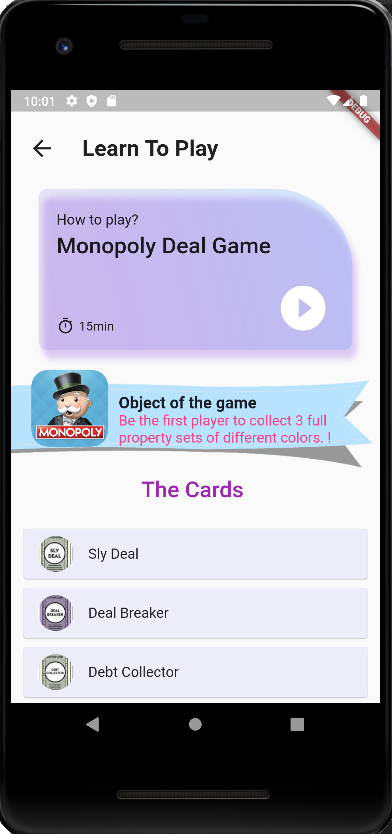 10:01
DEBUG
Learn To Play
How to play?
Monopoly Deal Game
15min
Object of the game
Be the first player to collect 3 full
property sets of different colors. !
MONOPOLY
The Cards
SLY
DEAL
Sly Deal
DEAL
BREAKER
Deal Breaker
DEBT
COLLECTOR
Debt Collector